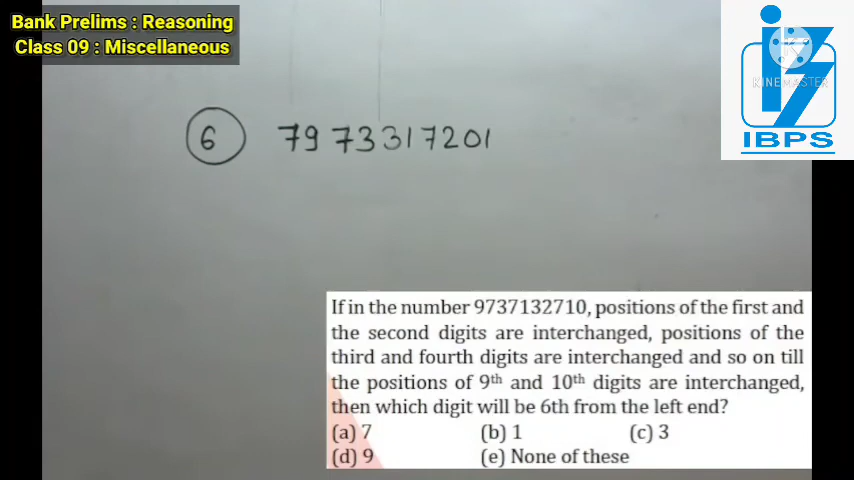 Bank Prelims : Reasoning
Class 09 : Miscellaneous
KINEMASTER
IBPS
6 7973317201
If in the number 9737132710, positions of the first and
the second digits are interchanged, positions of the
third and fourth digits are interchanged and so on till
the positions of 9th and 10th digits are interchanged,
then which digit will be 6th from the left end?
(a) 7 (b) 1 (c) 3
(d) 9 (e) None of these